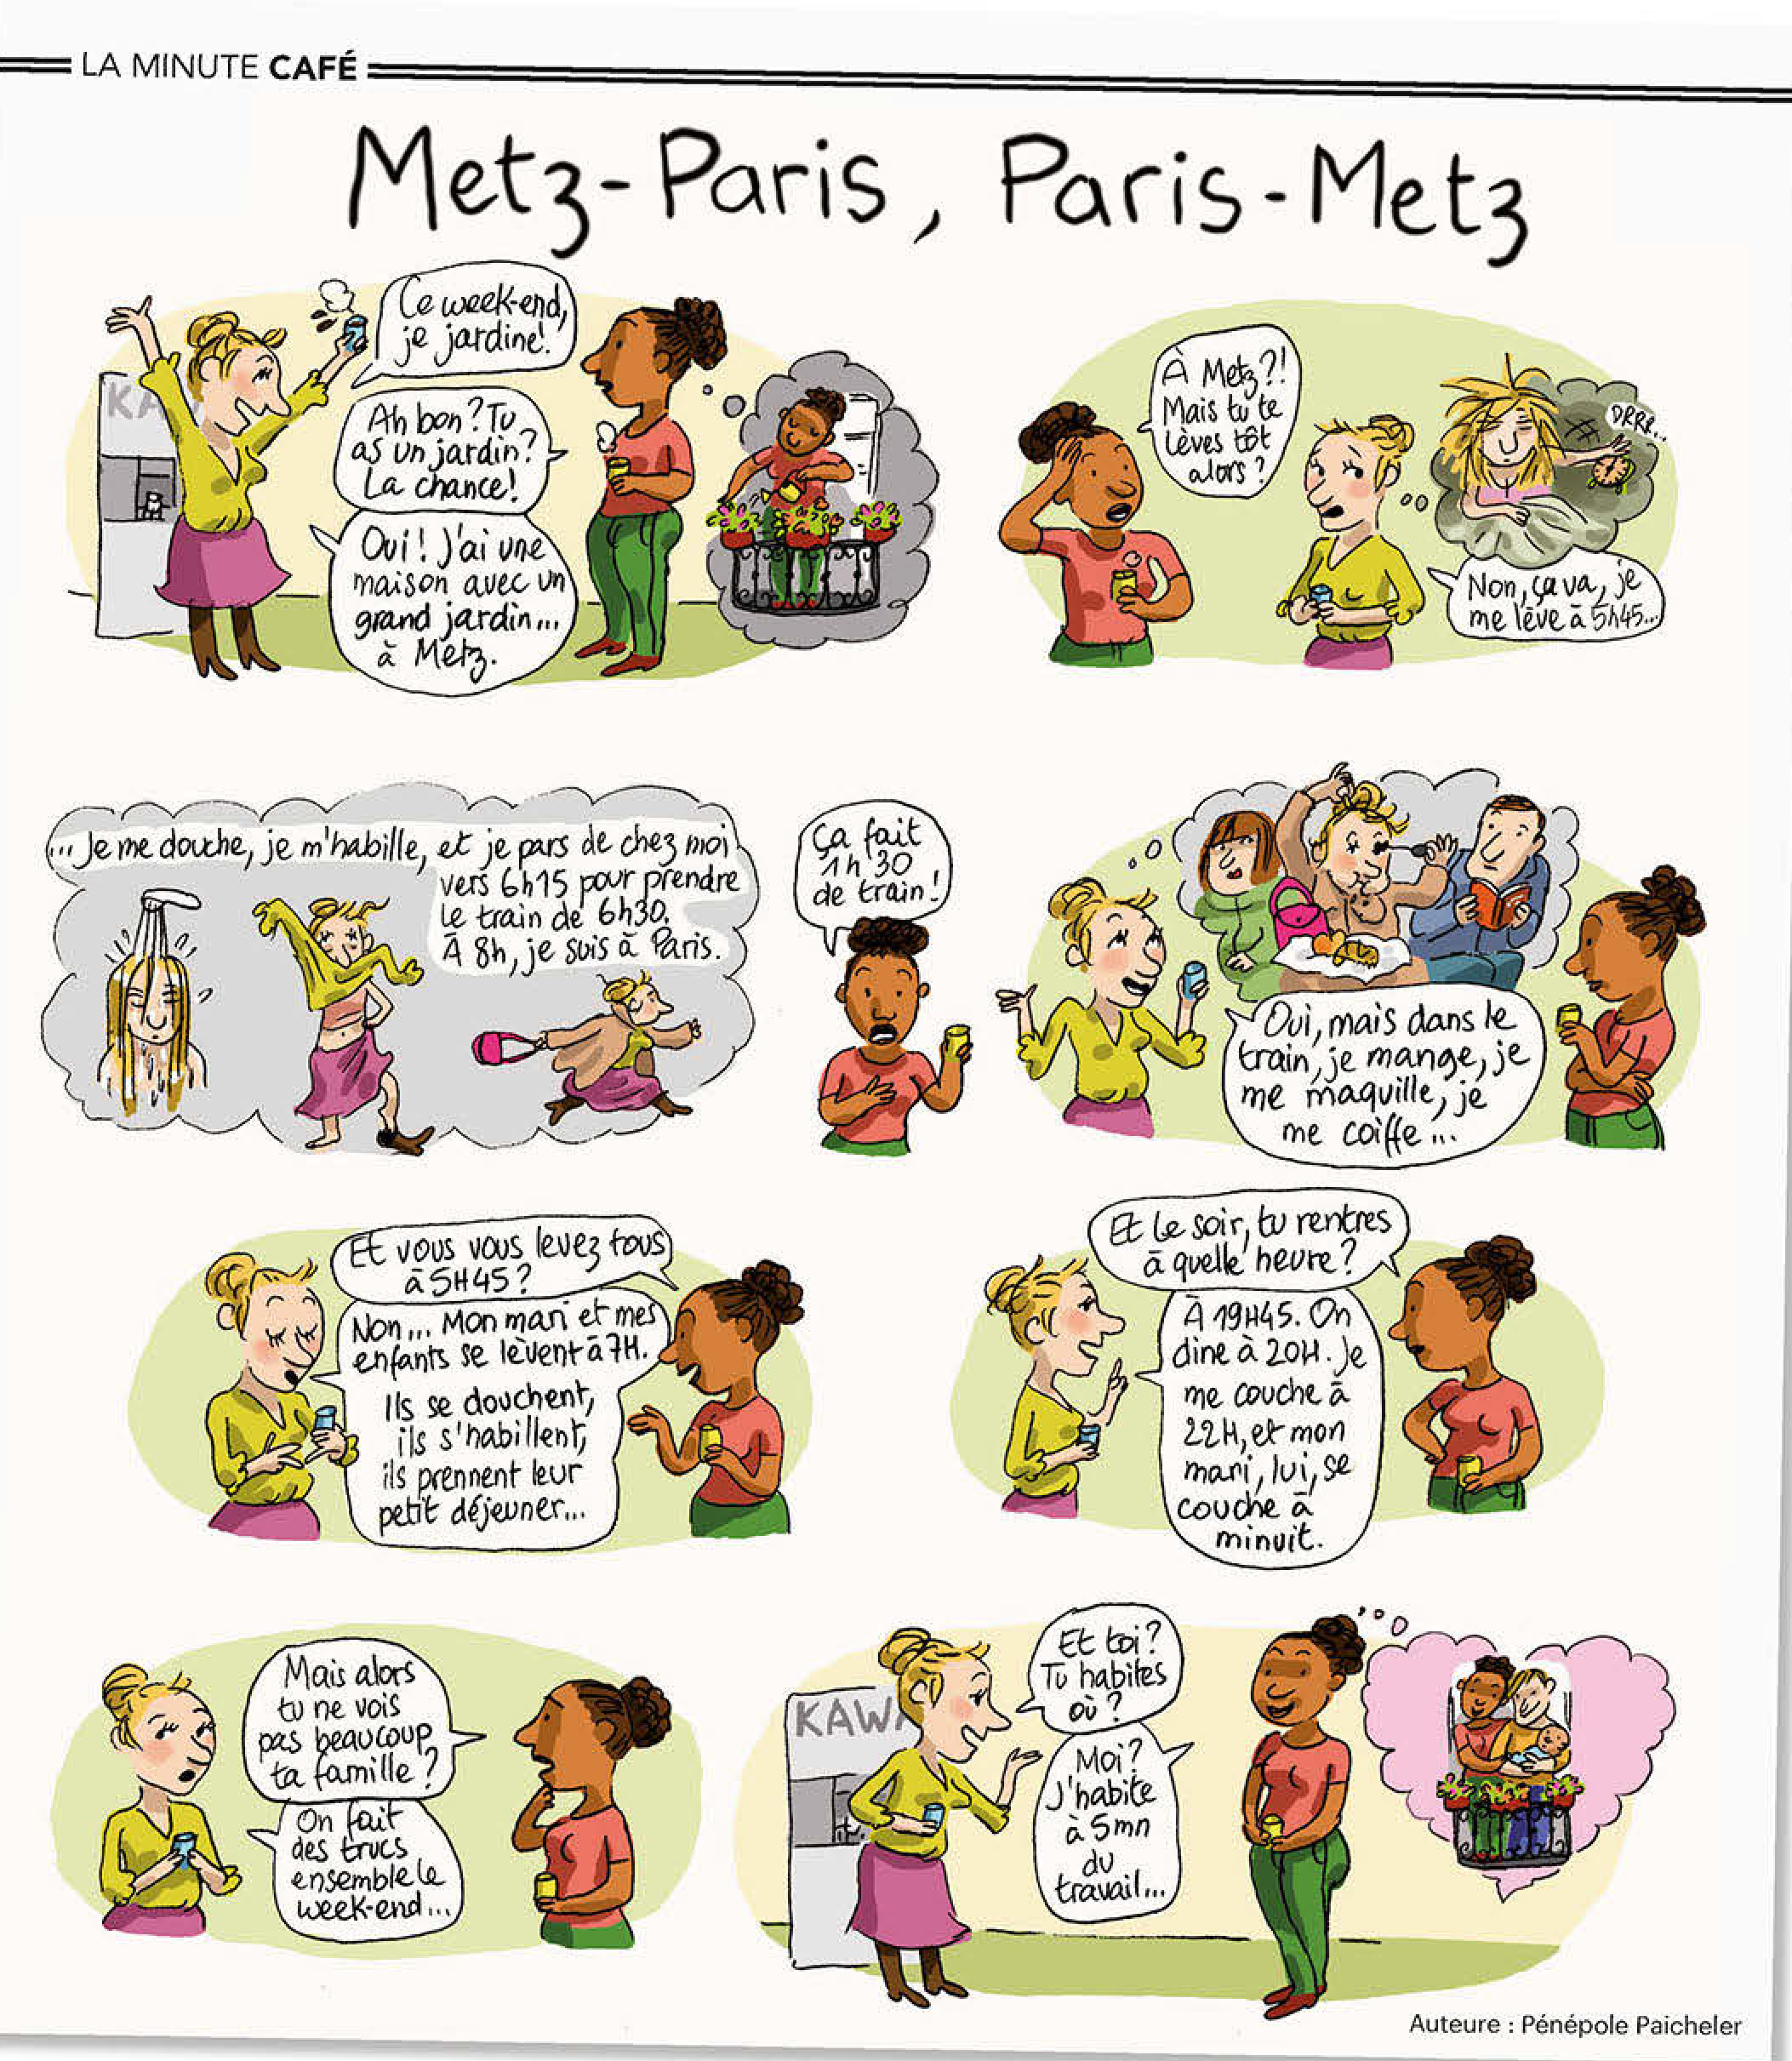 LA MINUTE CAFÉ
Metz-Paris, Paris-Metz
Ce week-end,
je jardine!
Ah bon? Tu
as un jardin?
La chance!
Oui! J'ai une
maison avec un
grand jardin...
à Metz.
À Metz?!
Mais tu te
lèves tôt
alors?
DRRR...
Non, ça va, je
me lève à 5h45...
... Je me douche, je m'habille, et je pars de chez moi
vers 6h15 pour prendre
le train de 6h30.
À 8h, je suis à Paris.
Ça fait
1h30
de train!
Oui, mais dans le
train, je mange, je
me maquille, je
me coiffe...
Et vous vous levez tous
à 5H45?
Non... Mon mari et mes
enfants se lèvent à 7H.
Ils se douchent,
ils s'habillent,
ils prennent leur
petit déjeuner...
Et le soir, tu rentres
à quelle heure?
À 19H45. On
dine à 20H. Je
me couche à
22H, et mon
mari, lui, se
couche à
minuit.
Mais alors
tu ne vois
pas beaucoup
ta famille?
On fait
des trucs
ensemble le
week-end...
KAWA
Et toi?
Tu habites
où?
Moi?
J'habite
à 5mn
du
travail...
Auteure : Pénépole Paicheler